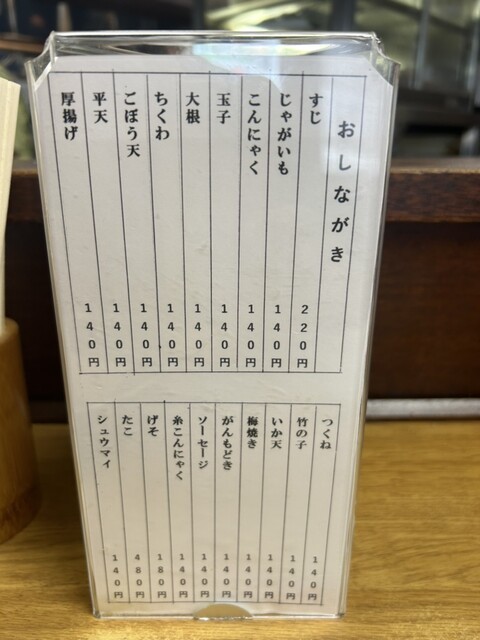 おしながき
すじ 220円
じゃがいも 140円
こんにゃく 140円
玉子 140円
大根 140円
ちくわ 140円
ごぼう天 140円
平天 140円
厚揚げ 140円
つくね 140円
竹の子 140円
いか天 140円
梅焼き 140円
がんもどき 140円
ソーセージ 140円
糸こんにゃく 140円
げそ 180円
たこ 480円
シュウマイ 140円